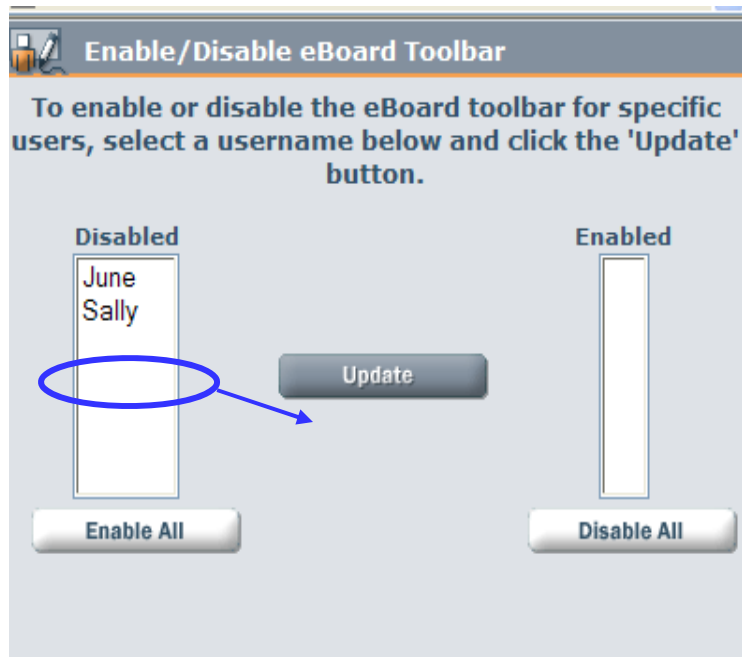 Enable/Disable eBoard Toolbar
To enable or disable the eBoard toolbar for specific
users, select a username below and click the 'Update'
button.
Disabled
Enabled
June
Sally
Update
Enable All
Disable All